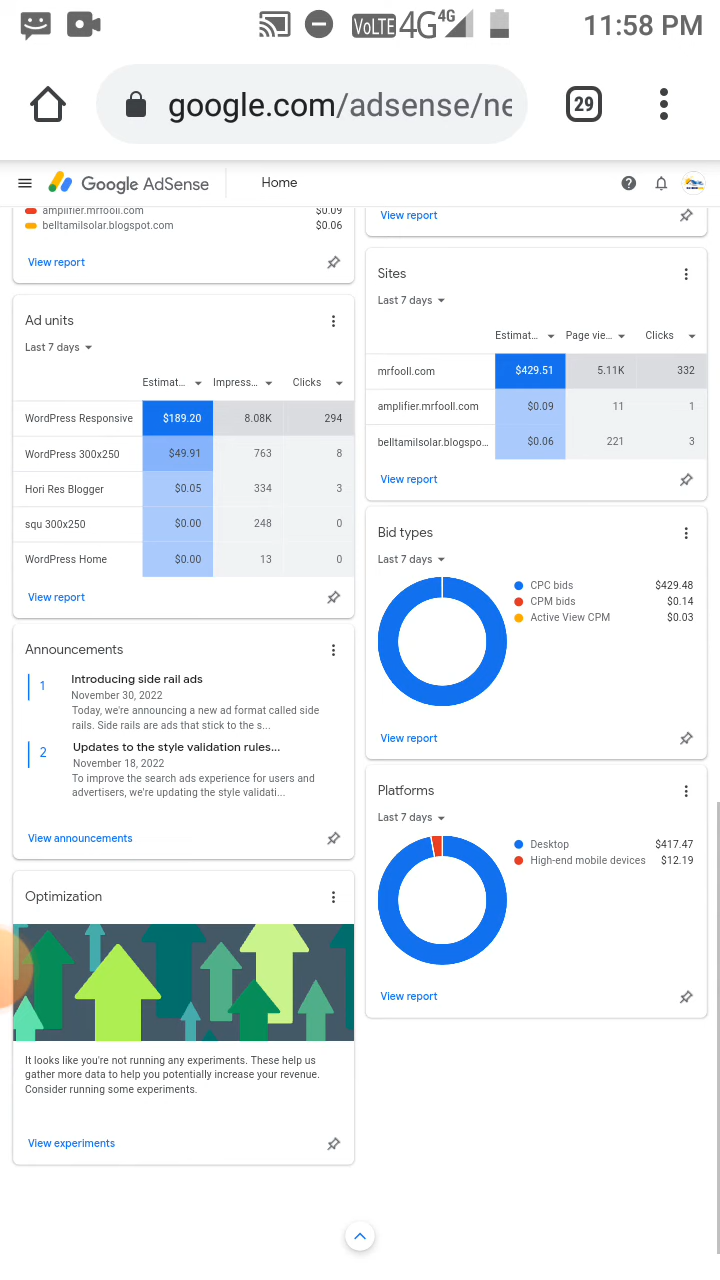 VoLTE 4G 4G 11:58 PM
google.com/adsense/ne
29
Google AdSense Home
amplifier.mrfooll.com $0.09
belltamilsolar.blogspot.com $0.06
View report
Ad units
Last 7 days
Estimat... Impress... Clicks
WordPress Responsive $189.20 8.08K 294
WordPress 300x250 $49.91 763 8
Hori Res Blogger $0.05 334 3
squ 300x250 $0.00 248 0
WordPress Home $0.00 13 0
View report
Announcements
1 Introducing side rail ads
November 30, 2022
Today, we're announcing a new ad format called side
rails. Side rails are ads that stick to the s...
2 Updates to the style validation rules...
November 18, 2022
To improve the search ads experience for users and
advertisers, we're updating the style validati...
View announcements
Optimization
It looks like you're not running any experiments. These help us
gather more data to help you potentially increase your revenue.
Consider running some experiments.
View experiments
View report
Sites
Last 7 days
Estimat... Page vie... Clicks
mrfooll.com $429.51 5.11K 332
amplifier.mrfooll.com $0.09 11 1
belltamilsolar.blogspo... $0.06 221 3
View report
Bid types
Last 7 days
CPC bids $429.48
CPM bids $0.14
Active View CPM $0.03
View report
Platforms
Last 7 days
Desktop $417.47
High-end mobile devices $12.19
View report